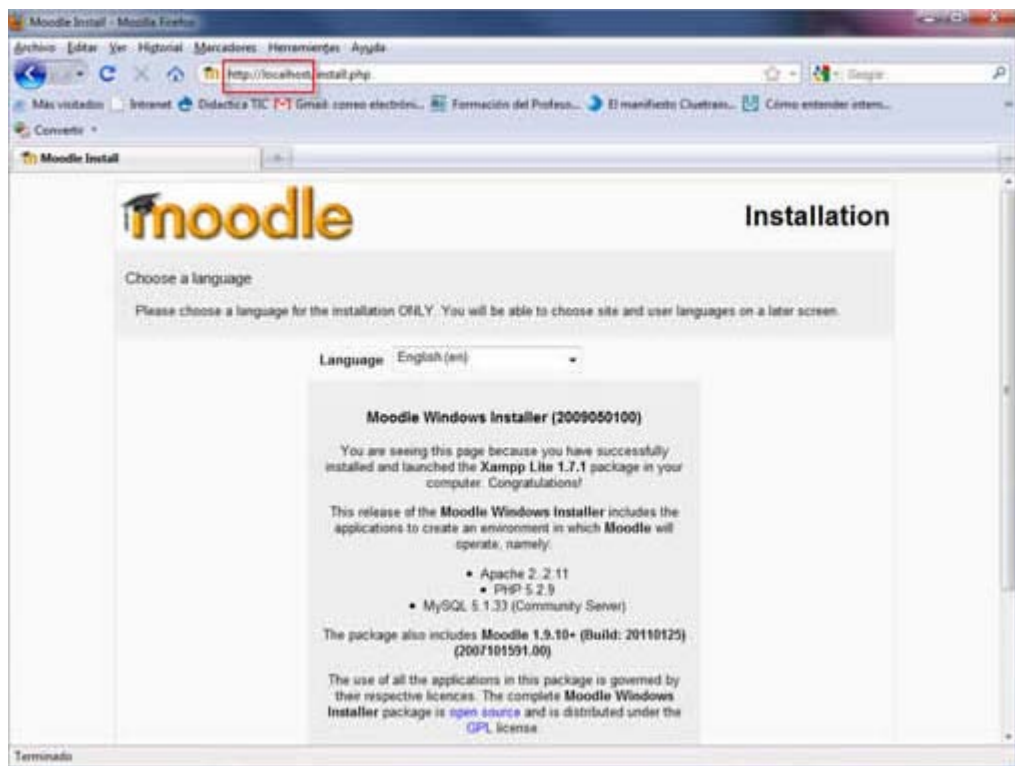 Moodle Install - Mozilla Firefox
Archivo Editar Ver Historial Marcadores Herramientas Ayuda
http://localhost/install.php
Google
Más visitados Intranet Didactica TIC Gmail: correo electróni... Formación del Profeso... El manifiesto Cluetrain... Cómo entender intern...
Convertir
Moodle Install
moodle
Installation
Choose a language
Please choose a language for the installation ONLY. You will be able to choose site and user languages on a later screen.
Language English (en)
Moodle Windows Installer (2009050100)
You are seeing this page because you have successfully
installed and launched the Xampp Lite 1.7.1 package in your
computer. Congratulations!
This release of the Moodle Windows Installer includes the
applications to create an environment in which Moodle will
operate, namely:
• Apache 2. 2.11
• PHP 5.2.9
• MySQL 5.1.33 (Community Server)
The package also includes Moodle 1.9.10+ (Build: 20110125)
(2007101591.00)
The use of all the applications in this package is governed by
their respective licences. The complete Moodle Windows
Installer package is open source and is distributed under the
GPL license.
Terminado